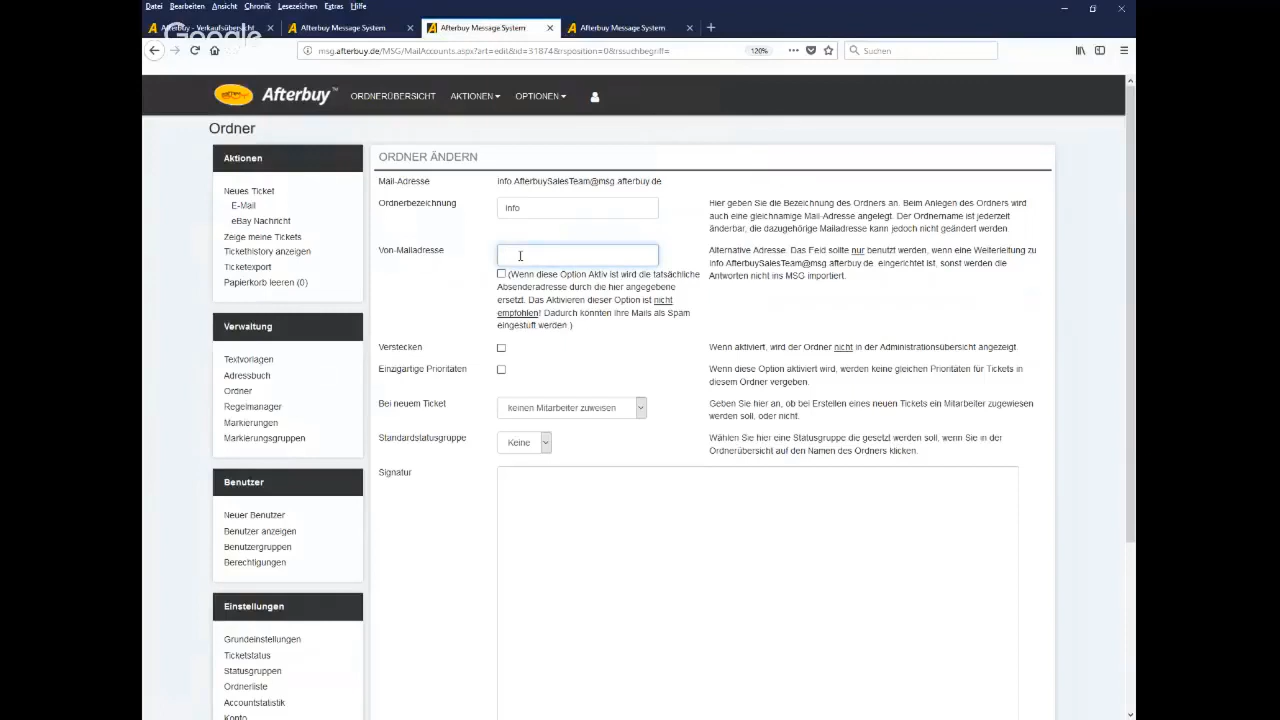 Datei Bearbeiten Ansicht Chronik Lesezeichen Extras Hilfe
Afterbuy - Verkaufsübersicht
Afterbuy Message System
Afterbuy Message System
Afterbuy Message System
Google
msg.afterbuy.de/MSG/MailAccounts.aspx?art=edit&id=31874&rsposition=0&rssuchbegriff=
120%
Suchen
Afterbuy™ ORDNERÜBERSICHT AKTIONEN OPTIONEN
Ordner
Aktionen
Neues Ticket
E-Mail
eBay Nachricht
Zeige meine Tickets
Tickethistory anzeigen
Ticketexport
Papierkorb leeren (0)
Verwaltung
Textvorlagen
Adressbuch
Ordner
Regelmanager
Markierungen
Markierungsgruppen
Benutzer
Neuer Benutzer
Benutzer anzeigen
Benutzergruppen
Berechtigungen
Einstellungen
Grundeinstellungen
Ticketstatus
Statusgruppen
Ordnerliste
Accountstatistik
Konto
ORDNER ÄNDERN
Mail-Adresse
info.AfterbuySalesTeam@msg.afterbuy.de
Ordnerbezeichnung
Info
Hier geben Sie die Bezeichnung des Ordners an. Beim Anlegen des Ordners wird
auch eine gleichnamige Mail-Adresse angelegt. Der Ordnername ist jederzeit
änderbar, die dazugehörige Mailadresse kann jedoch nicht geändert werden.
Von-Mailadresse
Alternative Adresse. Das Feld sollte nur benutzt werden, wenn eine Weiterleitung zu
info.AfterbuySalesTeam@msg.afterbuy.de. eingerichtet ist, sonst werden die
Antworten nicht ins MSG importiert.
(Wenn diese Option Aktiv ist wird die tatsächliche
Absenderadresse durch die hier angegebene
ersetzt. Das Aktivieren dieser Option ist nicht
empfohlen! Dadurch könnten Ihre Mails als Spam
eingestuft werden.)
Verstecken
Wenn aktiviert, wird der Ordner nicht in der Administrationsübersicht angezeigt.
Einzigartige Prioritäten
Wenn diese Option aktiviert wird, werden keine gleichen Prioritäten für Tickets in
diesem Ordner vergeben.
Bei neuem Ticket
keinen Mitarbeiter zuweisen
Geben Sie hier an, ob bei Erstellen eines neuen Tickets ein Mitarbeiter zugewiesen
werden soll, oder nicht.
Standardstatusgruppe
Keine
Wählen Sie hier eine Statusgruppe die gesetzt werden soll, wenn Sie in der
Ordnerübersicht auf den Namen des Ordners klicken.
Signatur